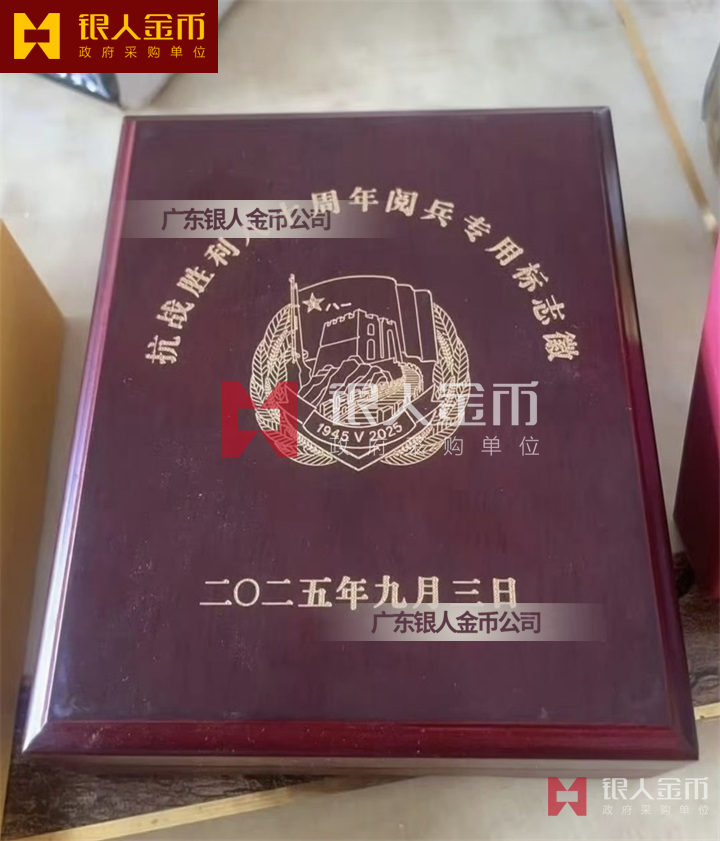 银人金币
政府采购单位
抗战胜利周年阅兵专用标志徽
广东银人金币公司
八一
1945 V 2025
银人金币
政府采购单位
二〇二五年九月三日
广东银人金币公司
银人金币
政府采购单位